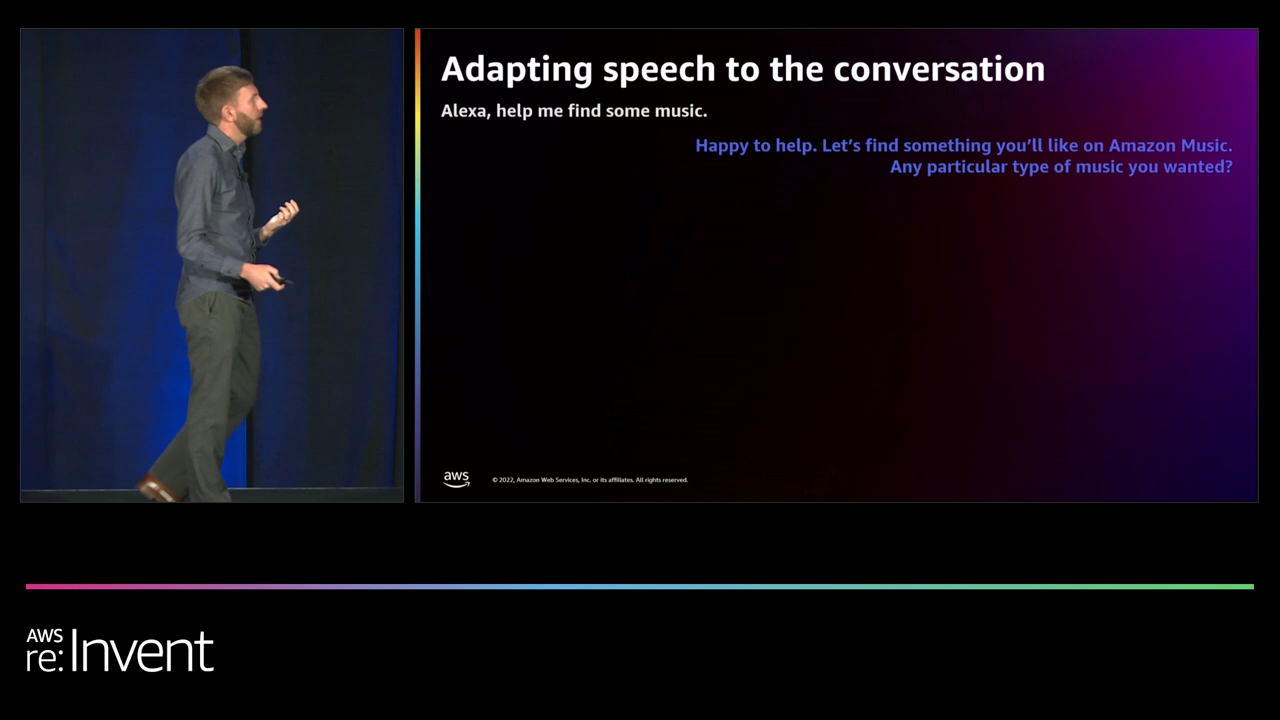 Adapting speech to the conversation
Alexa, help me find some music.
Happy to help. Let’s find something you’ll like on Amazon Music.
Any particular type of music you wanted?
aws
© 2022, Amazon Web Services, Inc. or its affiliates. All rights reserved.
AWS
re:Invent